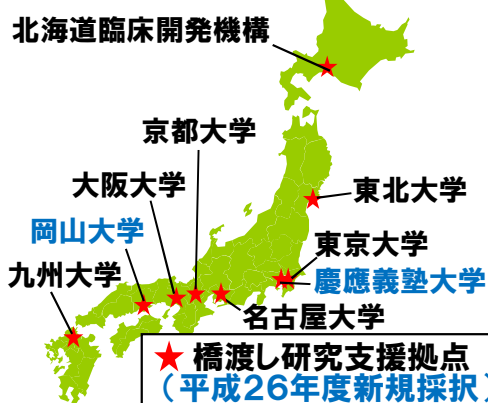 北海道臨床開発機構
京都大学
大阪大学
東北大学
岡山大学
東京大学
九州大学
慶應義塾大学
名古屋大学
★ 橋渡し研究支援拠点
(平成26年度新規採択)